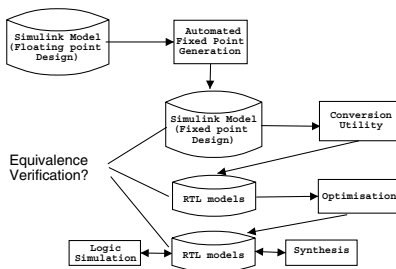 Simulink Model
(Floating point
Design)
Automated
Fixed Point
Generation
Simulink Model
(Fixed point
Design)
Conversion
Utility
Equivalence
Verification?
RTL models
Optimisation
Logic
Simulation
RTL models
Synthesis